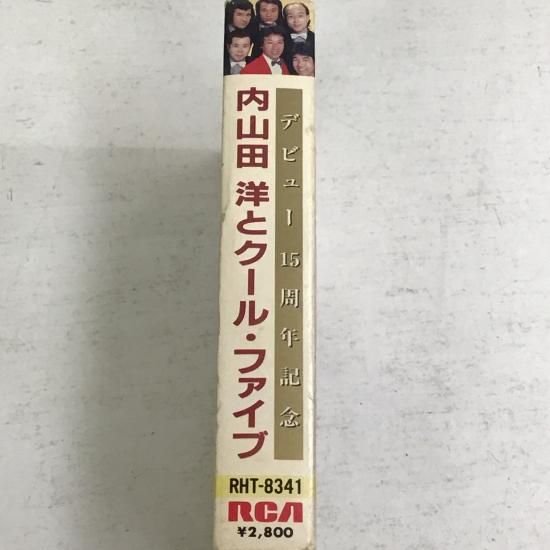 デビュー15周年記念
内山田 洋とクール・ファイブ
RHT-8341
RCA
¥2,800